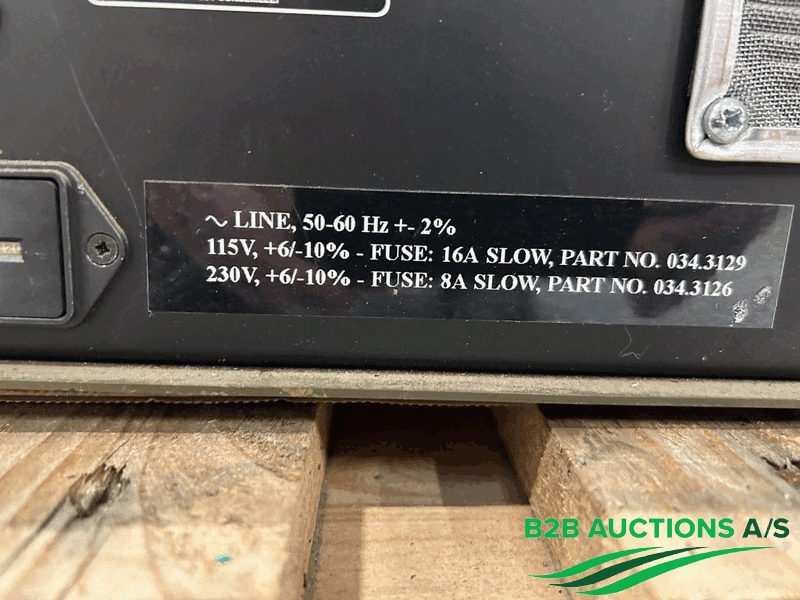 ~ LINE, 50-60 Hz +- 2%
115V, +6/-10% - FUSE: 16A SLOW, PART NO. 034.3129
230V, +6/-10% - FUSE: 8A SLOW, PART NO. 034.3126
B2B AUCTIONS A/S